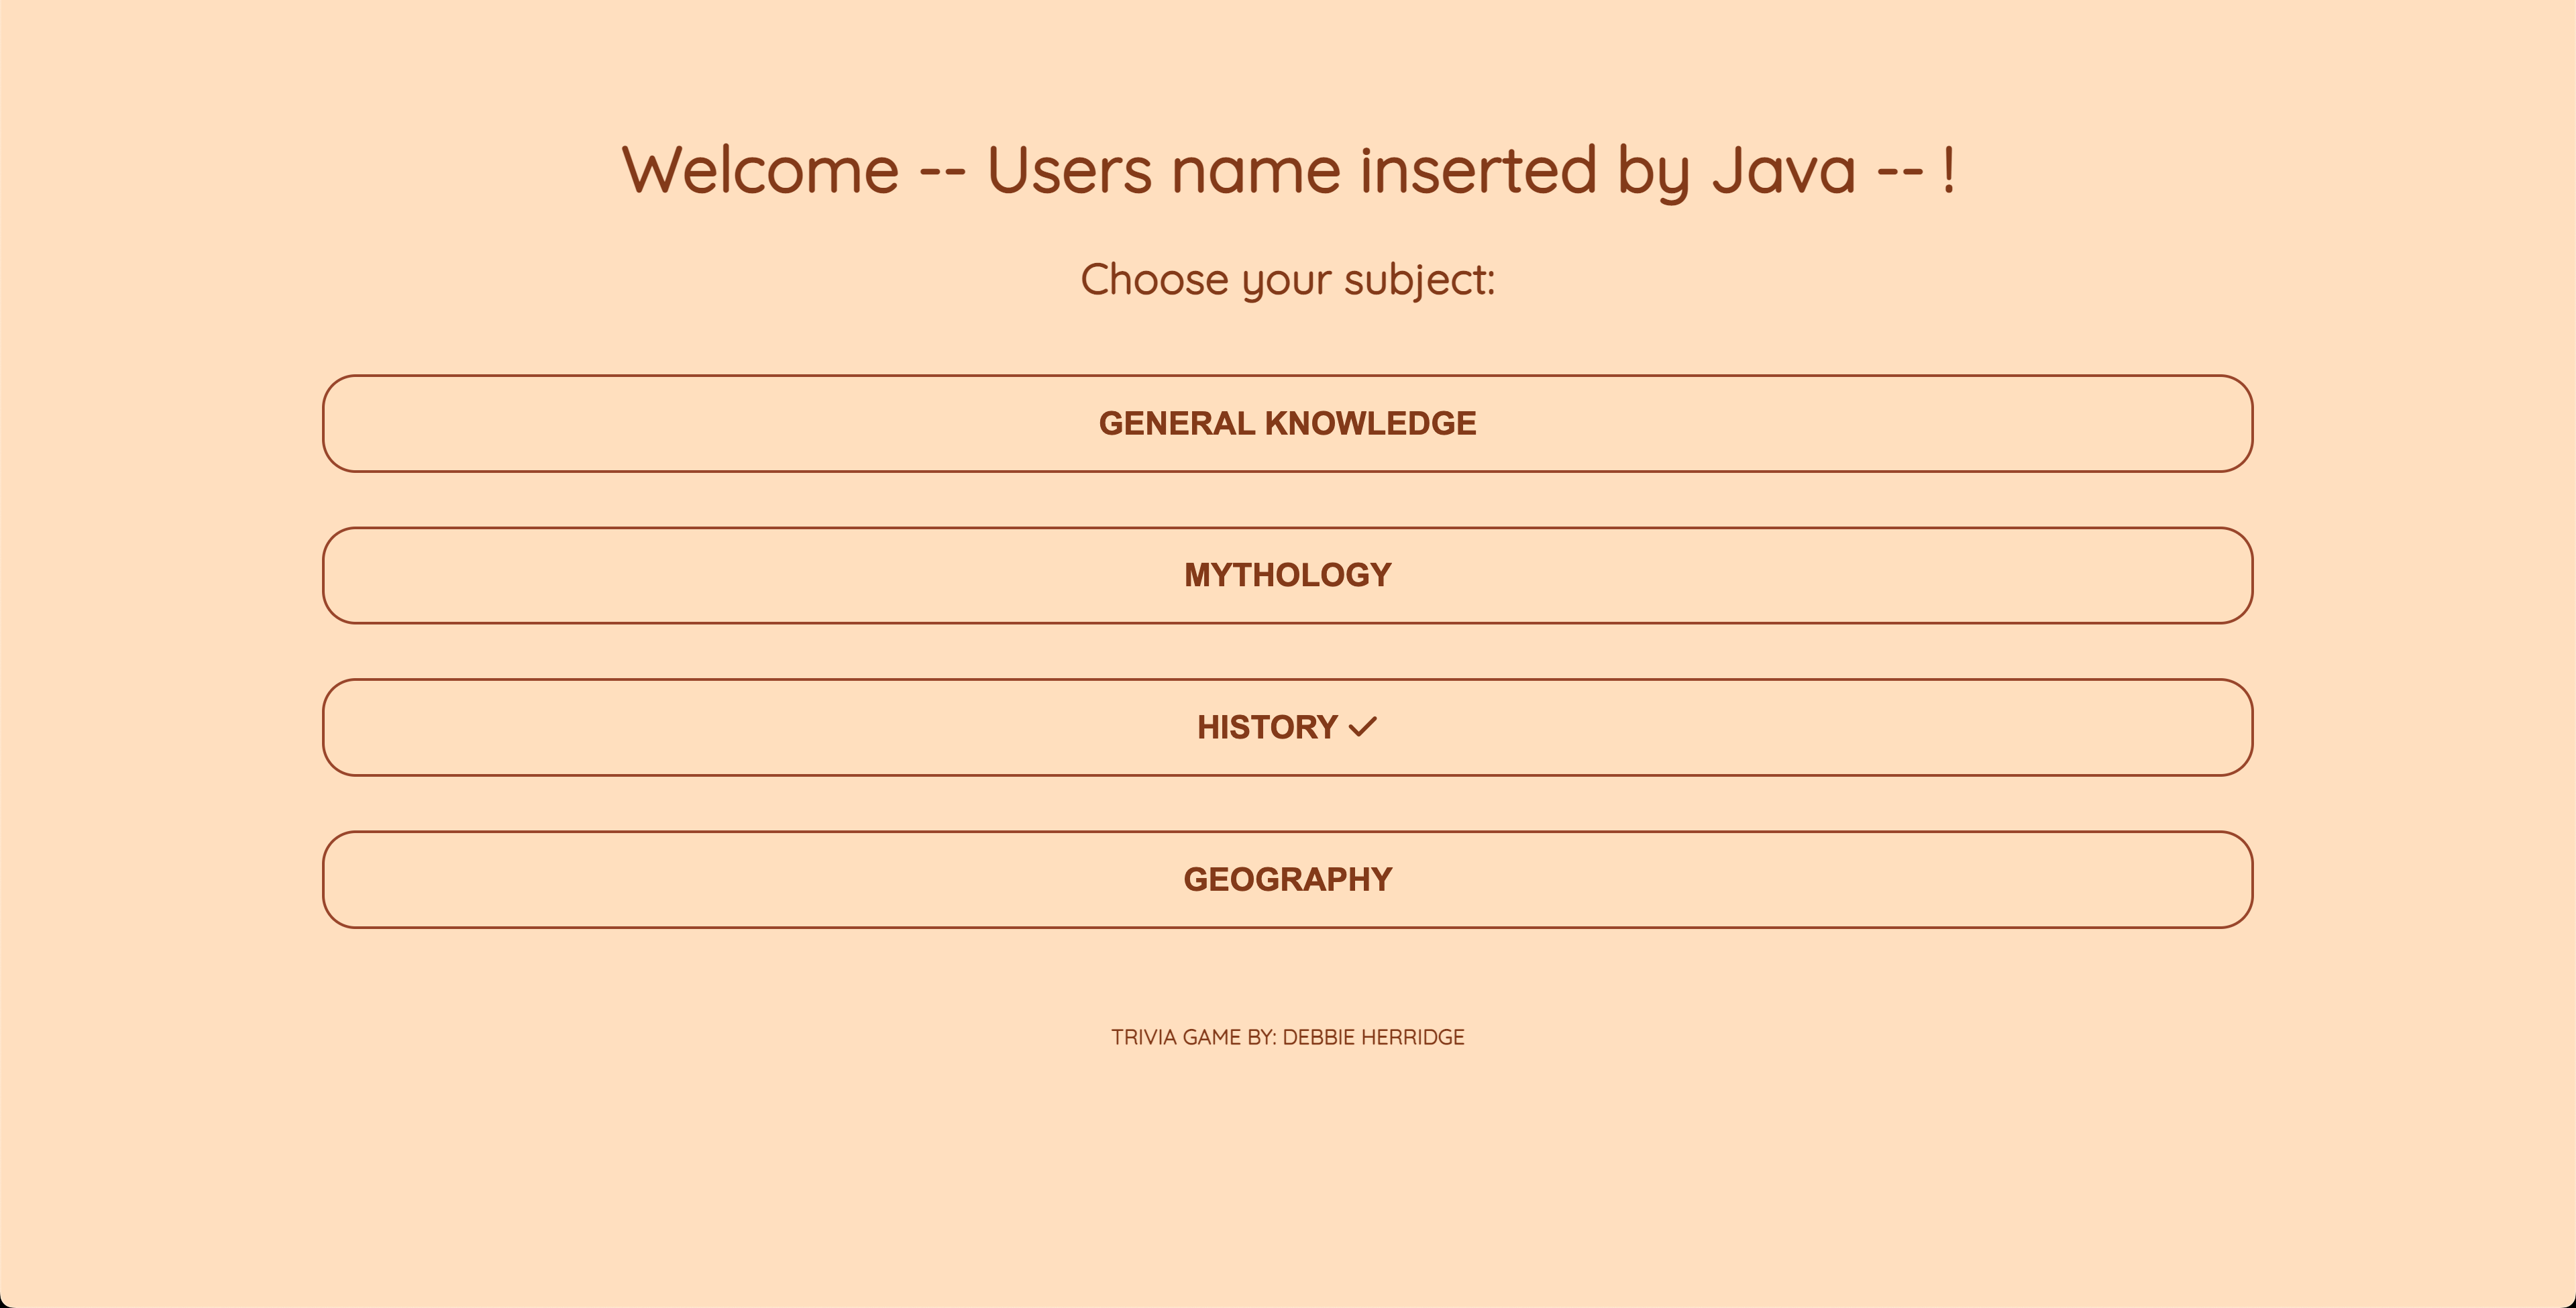 Welcome -- Users name inserted by Java -- !
Choose your subject:
GENERAL KNOWLEDGE
MYTHOLOGY
HISTORY ✓
GEOGRAPHY
TRIVIA GAME BY: DEBBIE HERRIDGE